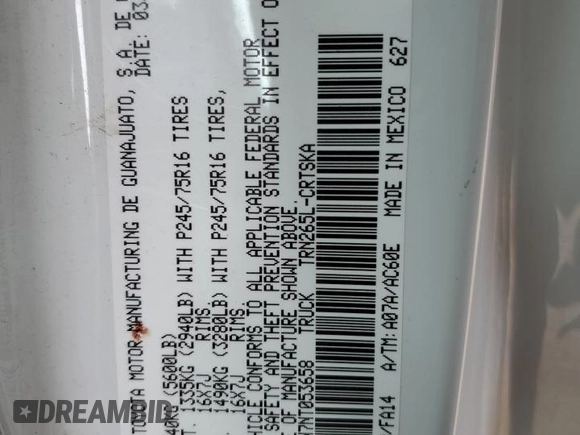 TOYOTA MOTOR MANUFACTURING DE GUANAJUATO, S.A. DE
DATE: 03
40KG (5600LB)
T. 1335KG (2940LB) WITH P245/75R16 TIRES
16X7J RIMS
1490KG (3280LB) WITH P245/75R16 TIRES,
16X7J RIMS
HICLE CONFORMS TO ALL APPLICABLE FEDERAL MOTOR
SAFETY AND THEFT PREVENTION STANDARDS IN EFFECT O
OF MANUFACTURE SHOWN ABOVE.
7NT053658 TRUCK TRN265L-CRTSKA
/FA14 A/TM: A07A/AC60E MADE IN MEXICO 627
DREAMBID